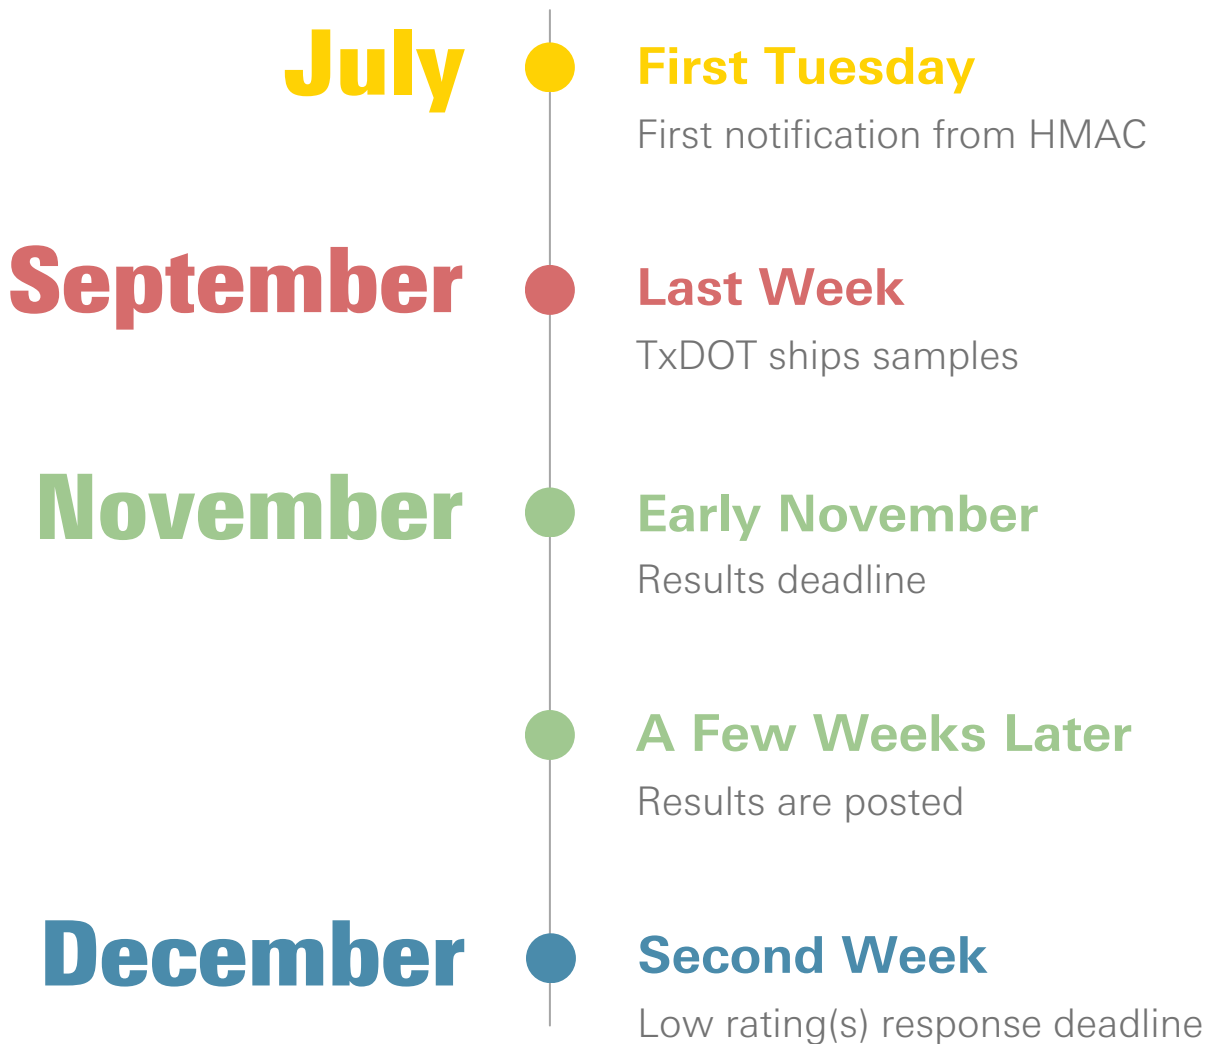 July
First Tuesday
First notification from HMAC
September
Last Week
TxDOT ships samples
November
Early November
Results deadline
A Few Weeks Later
Results are posted
December
Second Week
Low rating(s) response deadline